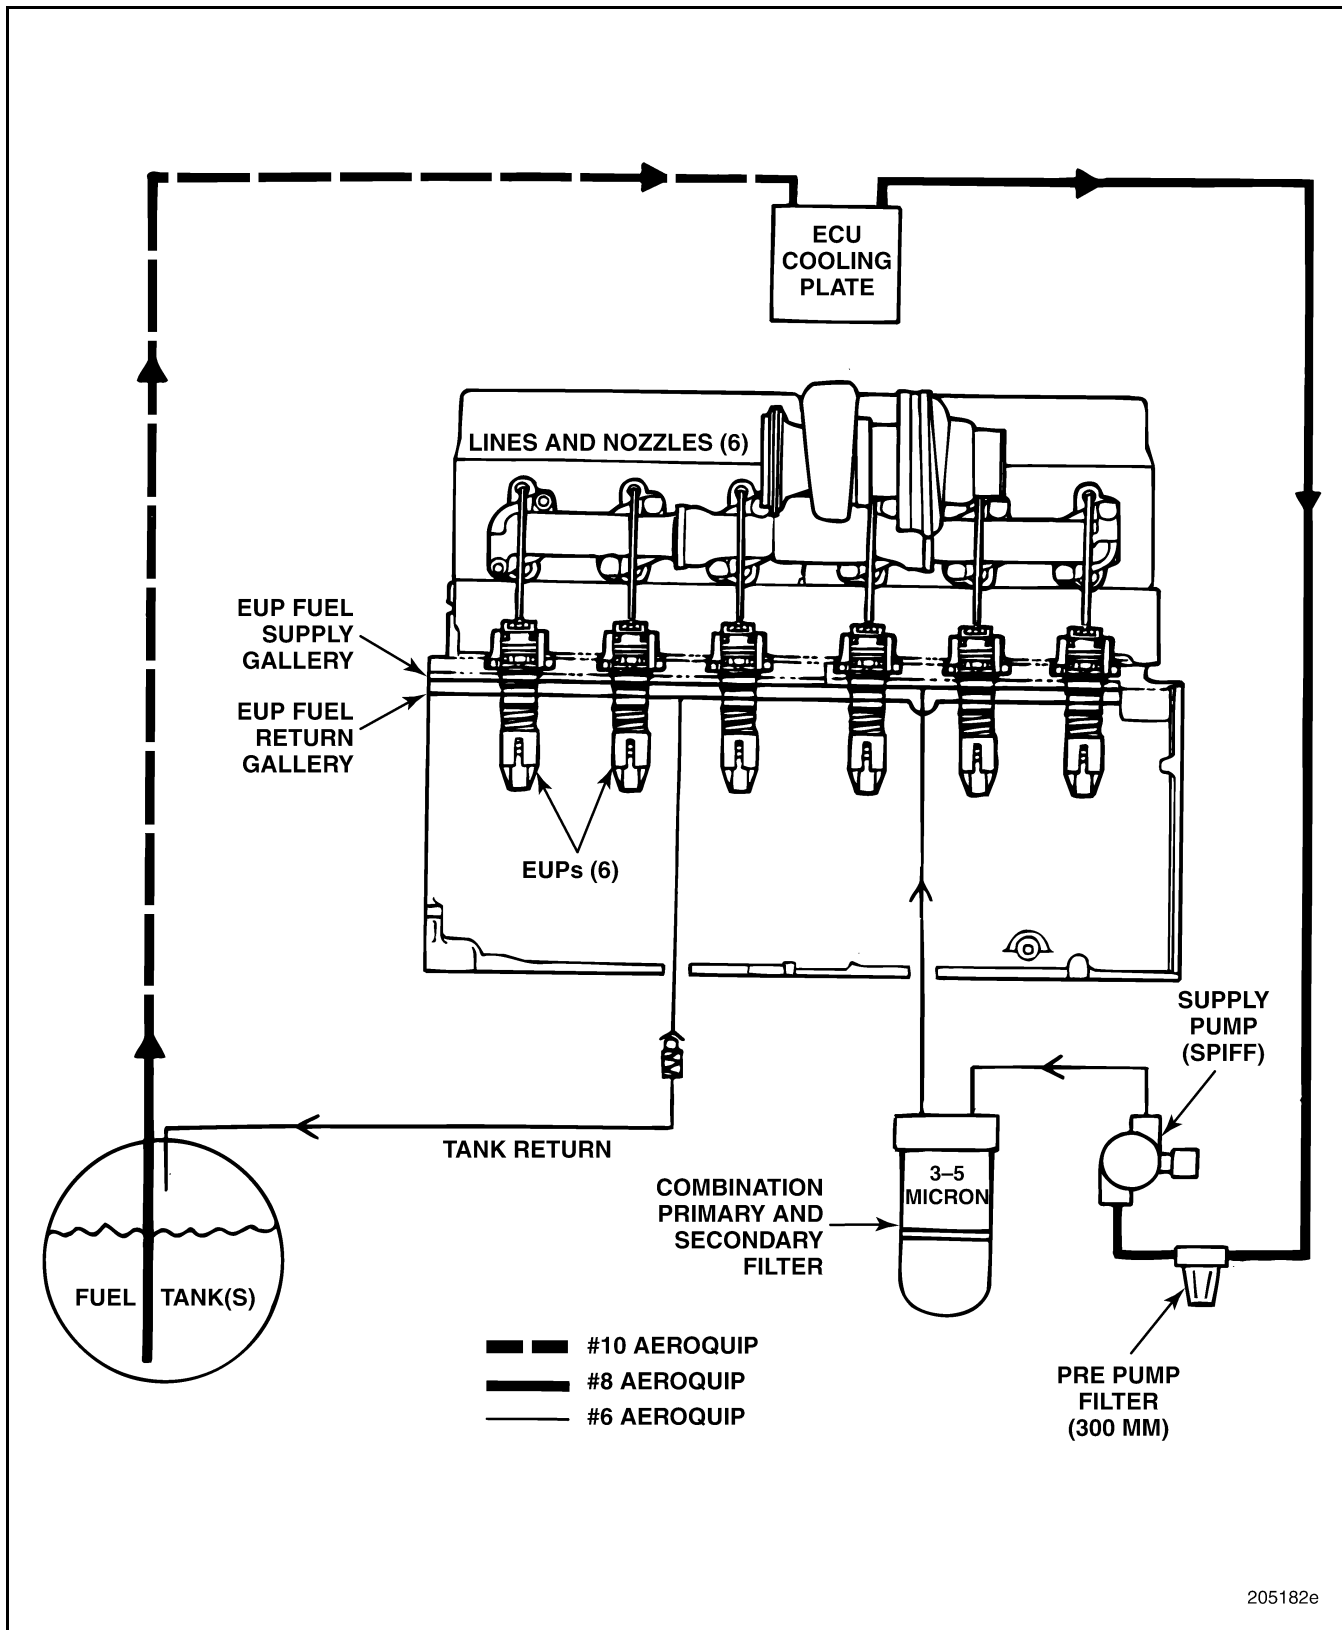 ECU
COOLING
PLATE
LINES AND NOZZLES (6)
EUP FUEL
SUPPLY
GALLERY
EUP FUEL
RETURN
GALLERY
EUPs (6)
SUPPLY
PUMP
(SPIFF)
TANK RETURN
3–5
MICRON
COMBINATION
PRIMARY AND
SECONDARY
FILTER
FUEL TANK(S)
#10 AEROQUIP
#8 AEROQUIP
#6 AEROQUIP
PRE PUMP
FILTER
(300 MM)
205182e